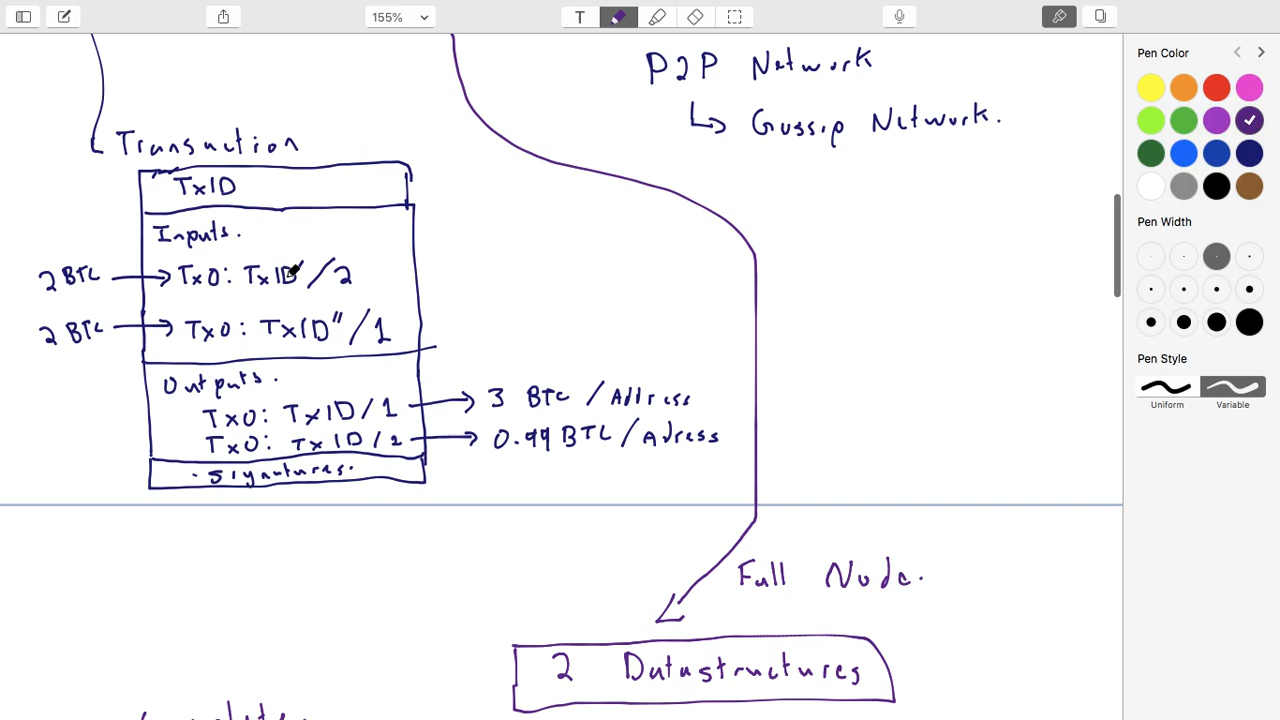 155%
T
Pen Color
P2P Network
↳ Gossip Network.
Transaction
TxID
Inputs.
2 BTC → TxO: TxID' / 2
2 BTC → TxO: TxID" / 1
Outputs.
TxO: TxID / 1 → 3 BTC / Address
TxO: TxID / 2 → 0.99 BTC / Adress
· Signatures.
Pen Width
Pen Style
Uniform
Variable
Full Node.
2 Datastructures